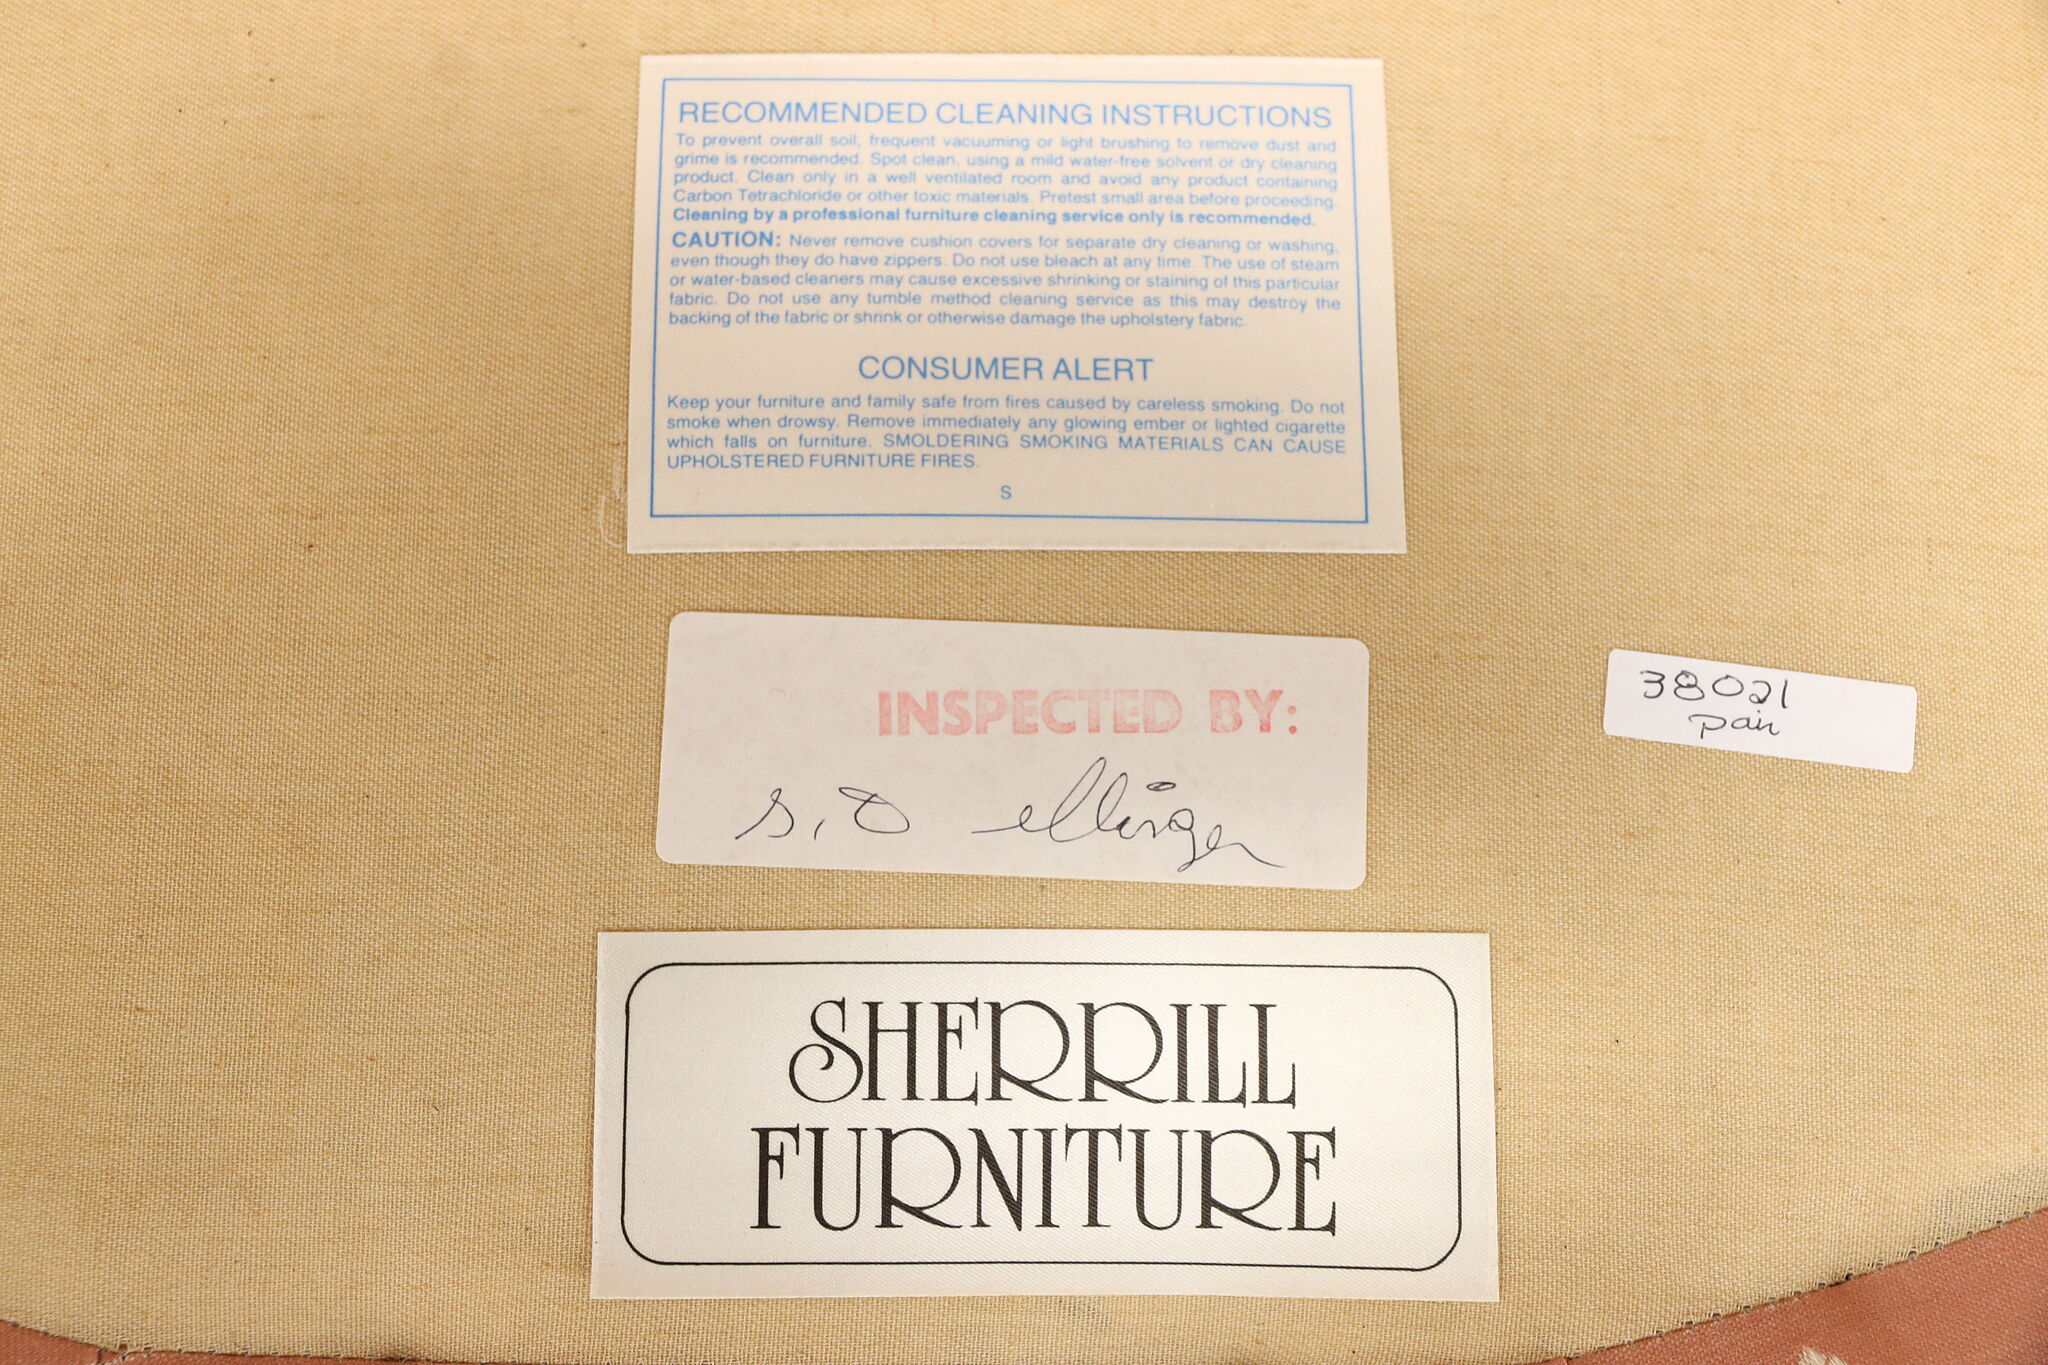 RECOMMENDED CLEANING INSTRUCTIONS
To prevent overall soil, frequent vacuuming or light brushing to remove dust and
grime is recommended. Spot clean, using a mild water-free solvent or dry cleaning
product. Clean only in a well ventilated room and avoid any product containing
Carbon Tetrachloride or other toxic materials. Pretest small area before proceeding.
Cleaning by a professional furniture cleaning service only is recommended.
CAUTION: Never remove cushion covers for separate dry cleaning or washing,
even though they do have zippers. Do not use bleach at any time. The use of steam
or water-based cleaners may cause excessive shrinking or staining of this particular
fabric. Do not use any tumble method cleaning service as this may destroy the
backing of the fabric or shrink or otherwise damage the upholstery fabric.
CONSUMER ALERT
Keep your furniture and family safe from fires caused by careless smoking. Do not
smoke when drowsy. Remove immediately any glowing ember or lighted cigarette
which falls on furniture. SMOLDERING SMOKING MATERIALS CAN CAUSE
UPHOLSTERED FURNITURE FIRES.
S
INSPECTED BY:
s, O ellinger
38021
pair
SHERRILL
FURNITURE